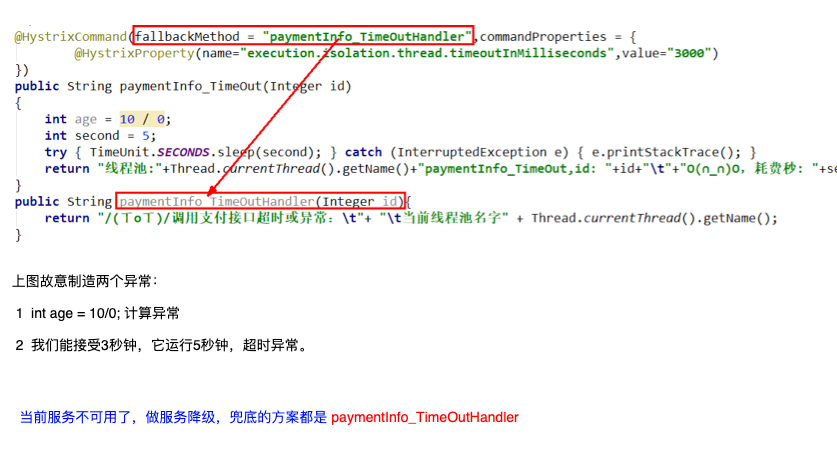 @HystrixCommand(fallbackMethod = "paymentInfo_TimeOutHandler",commandProperties = {
@HystrixProperty(name="execution.isolation.thread.timeoutInMilliseconds",value="3000")
})
public String paymentInfo_TimeOut(Integer id)
{
int age = 10 / 0;
int second = 5;
try { TimeUnit.SECONDS.sleep(second); } catch (InterruptedException e) { e.printStackTrace(); }
return "线程池:"+Thread.currentThread().getName()+"paymentInfo_TimeOut,id: "+id+"\t"+"O(∩_∩)O，耗费秒: "+se
}
public String paymentInfo_TimeOutHandler(Integer id){
return "/(ㄒoㄒ)/调用支付接口超时或异常：\t"+ "\t当前线程池名字" + Thread.currentThread().getName();
}
上图故意制造两个异常：
1 int age = 10/0; 计算异常
2 我们能接受3秒钟，它运行5秒钟，超时异常。
当前服务不可用了，做服务降级，兜底的方案都是 paymentInfo_TimeOutHandler